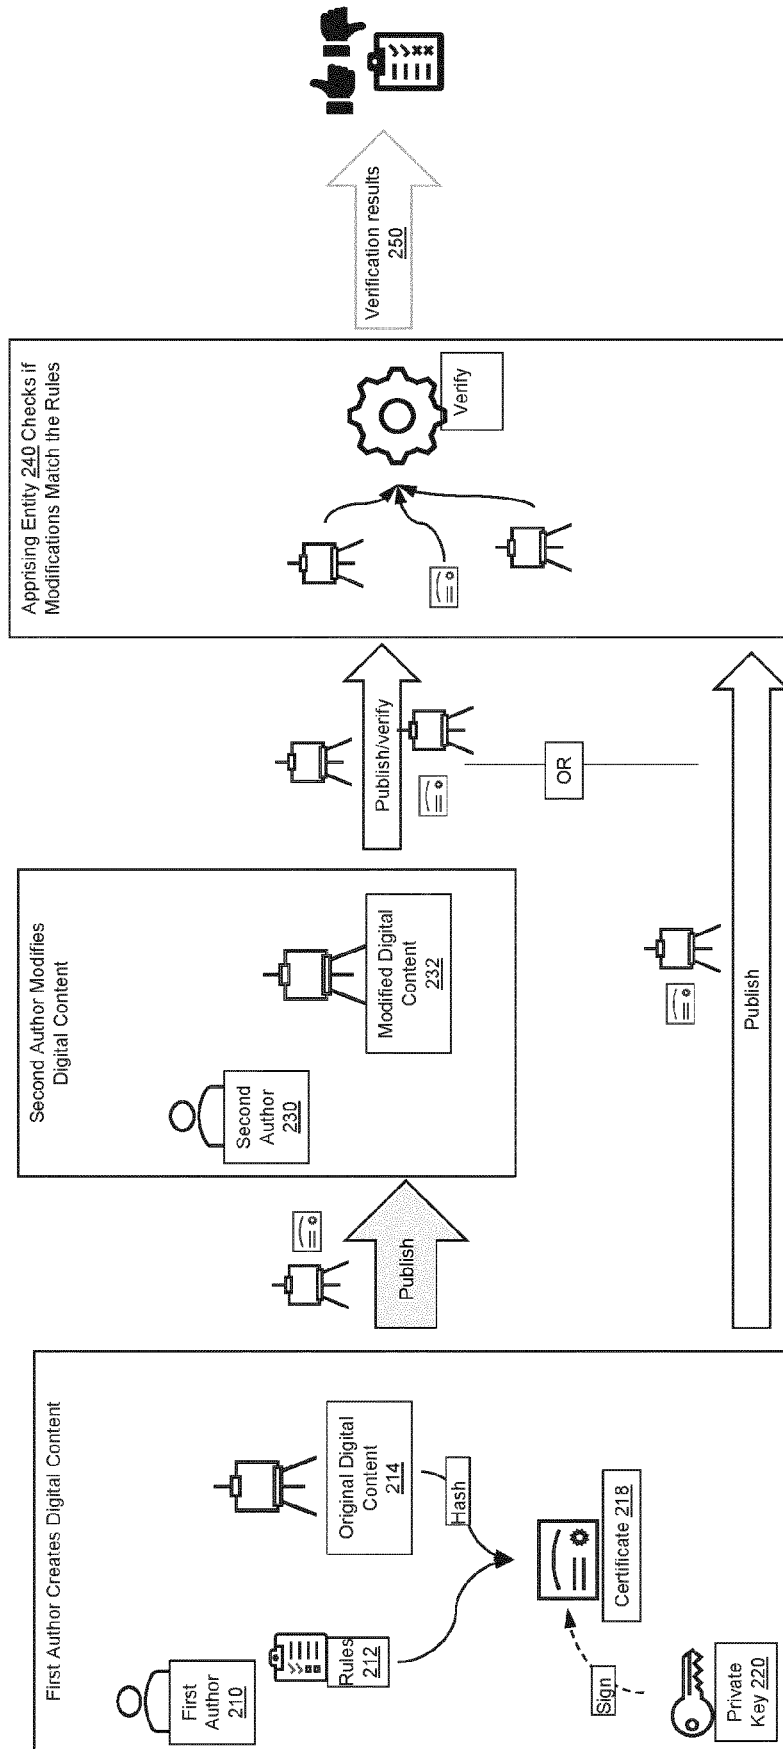 First Author Creates Digital Content
First
Author
210
Rules
212
Original Digital
Content
214
Hash
Sign
Certificate 218
Private
Key 220
Publish
Second Author Modifies
Digital Content
Second
Author
230
Modified Digital
Content
232
Publish/verify
OR
Publish
Apprising Entity 240 Checks if
Modifications Match the Rules
Verify
Verification results
250